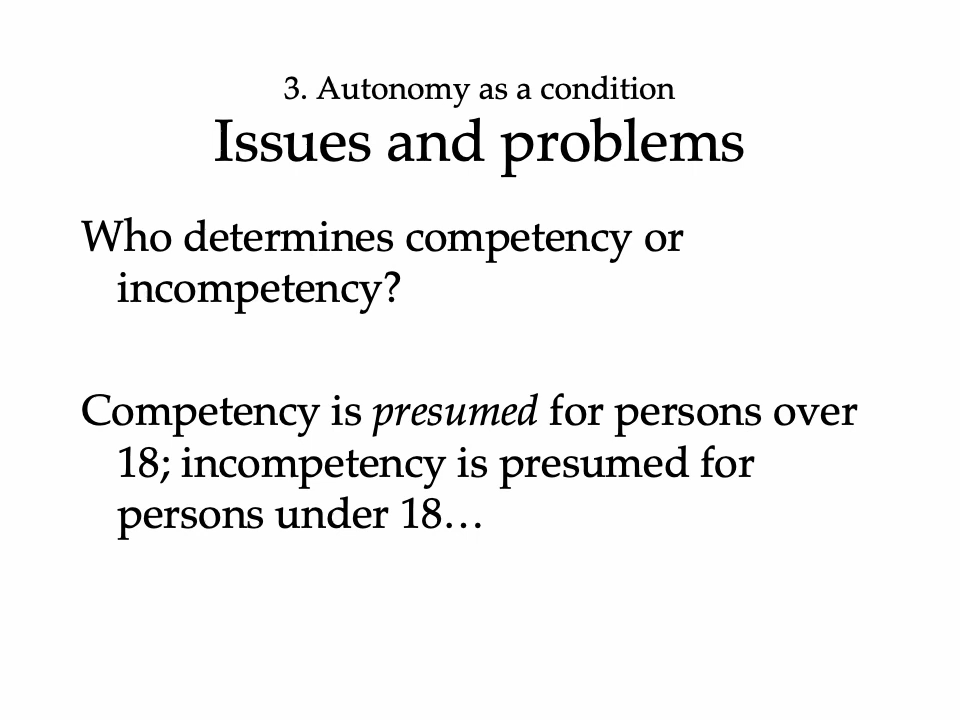 3. Autonomy as a condition
Issues and problems
Who determines competency or
incompetency?
Competency is presumed for persons over
18; incompetency is presumed for
persons under 18…